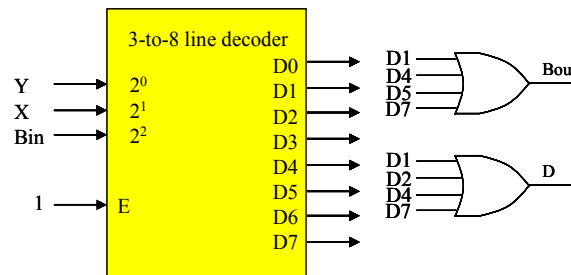 3-to-8 line decoder
Y
X
Bin
1
2⁰
2¹
2²
E
D0
D1
D2
D3
D4
D5
D6
D7
D1
D4
D5
D7
Bou
D1
D2
D4
D7
D